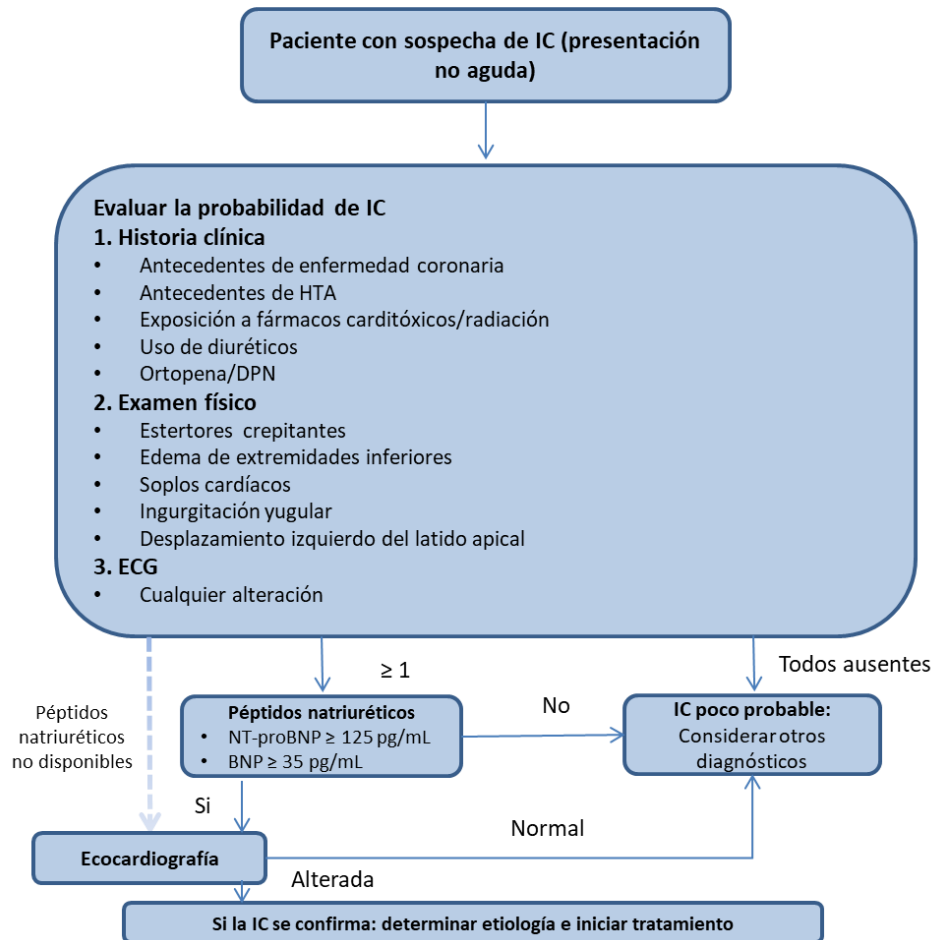 Paciente con sospecha de IC (presentación
no aguda)
Evaluar la probabilidad de IC
1. Historia clínica
• Antecedentes de enfermedad coronaria
• Antecedentes de HTA
• Exposición a fármacos carditóxicos/radiación
• Uso de diuréticos
• Ortopena/DPN
2. Examen físico
• Estertores crepitantes
• Edema de extremidades inferiores
• Soplos cardíacos
• Ingurgitación yugular
• Desplazamiento izquierdo del latido apical
3. ECG
• Cualquier alteración
≥ 1
Todos ausentes
Péptidos
natriuréticos
no disponibles
Péptidos natriuréticos
• NT-proBNP ≥ 125 pg/mL
• BNP ≥ 35 pg/mL
No
IC poco probable:
Considerar otros
diagnósticos
Si
Normal
Ecocardiografía
Alterada
Si la IC se confirma: determinar etiología e iniciar tratamiento